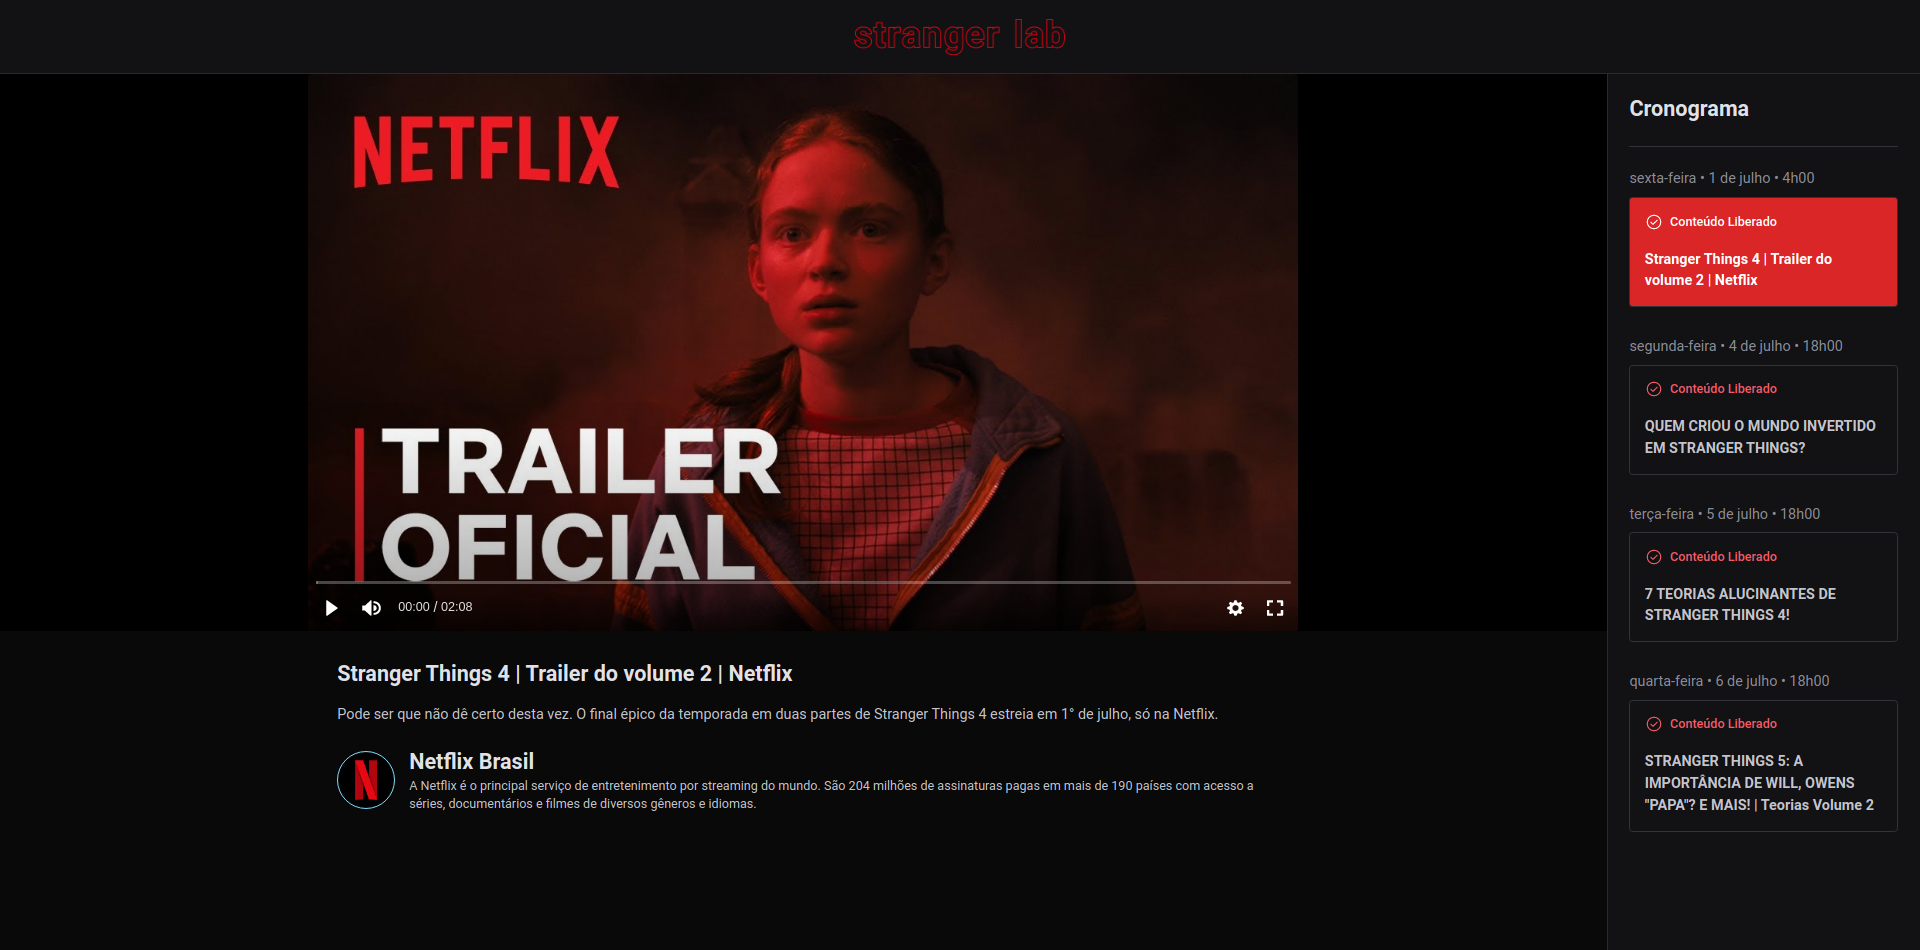 stranger lab
NETFLIX
TRAILER
OFICIAL
00:00 / 02:08
Stranger Things 4 | Trailer do volume 2 | Netflix
Pode ser que não dê certo desta vez. O final épico da temporada em duas partes de Stranger Things 4 estreia em 1° de julho, só na Netflix.
N
Netflix Brasil
A Netflix é o principal serviço de entretenimento por streaming do mundo. São 204 milhões de assinaturas pagas em mais de 190 países com acesso a
séries, documentários e filmes de diversos gêneros e idiomas.
Cronograma
sexta-feira • 1 de julho • 4h00
Conteúdo Liberado
Stranger Things 4 | Trailer do
volume 2 | Netflix
segunda-feira • 4 de julho • 18h00
Conteúdo Liberado
QUEM CRIOU O MUNDO INVERTIDO
EM STRANGER THINGS?
terça-feira • 5 de julho • 18h00
Conteúdo Liberado
7 TEORIAS ALUCINANTES DE
STRANGER THINGS 4!
quarta-feira • 6 de julho • 18h00
Conteúdo Liberado
STRANGER THINGS 5: A
IMPORTÂNCIA DE WILL, OWENS
"PAPA"? E MAIS! | Teorias Volume 2